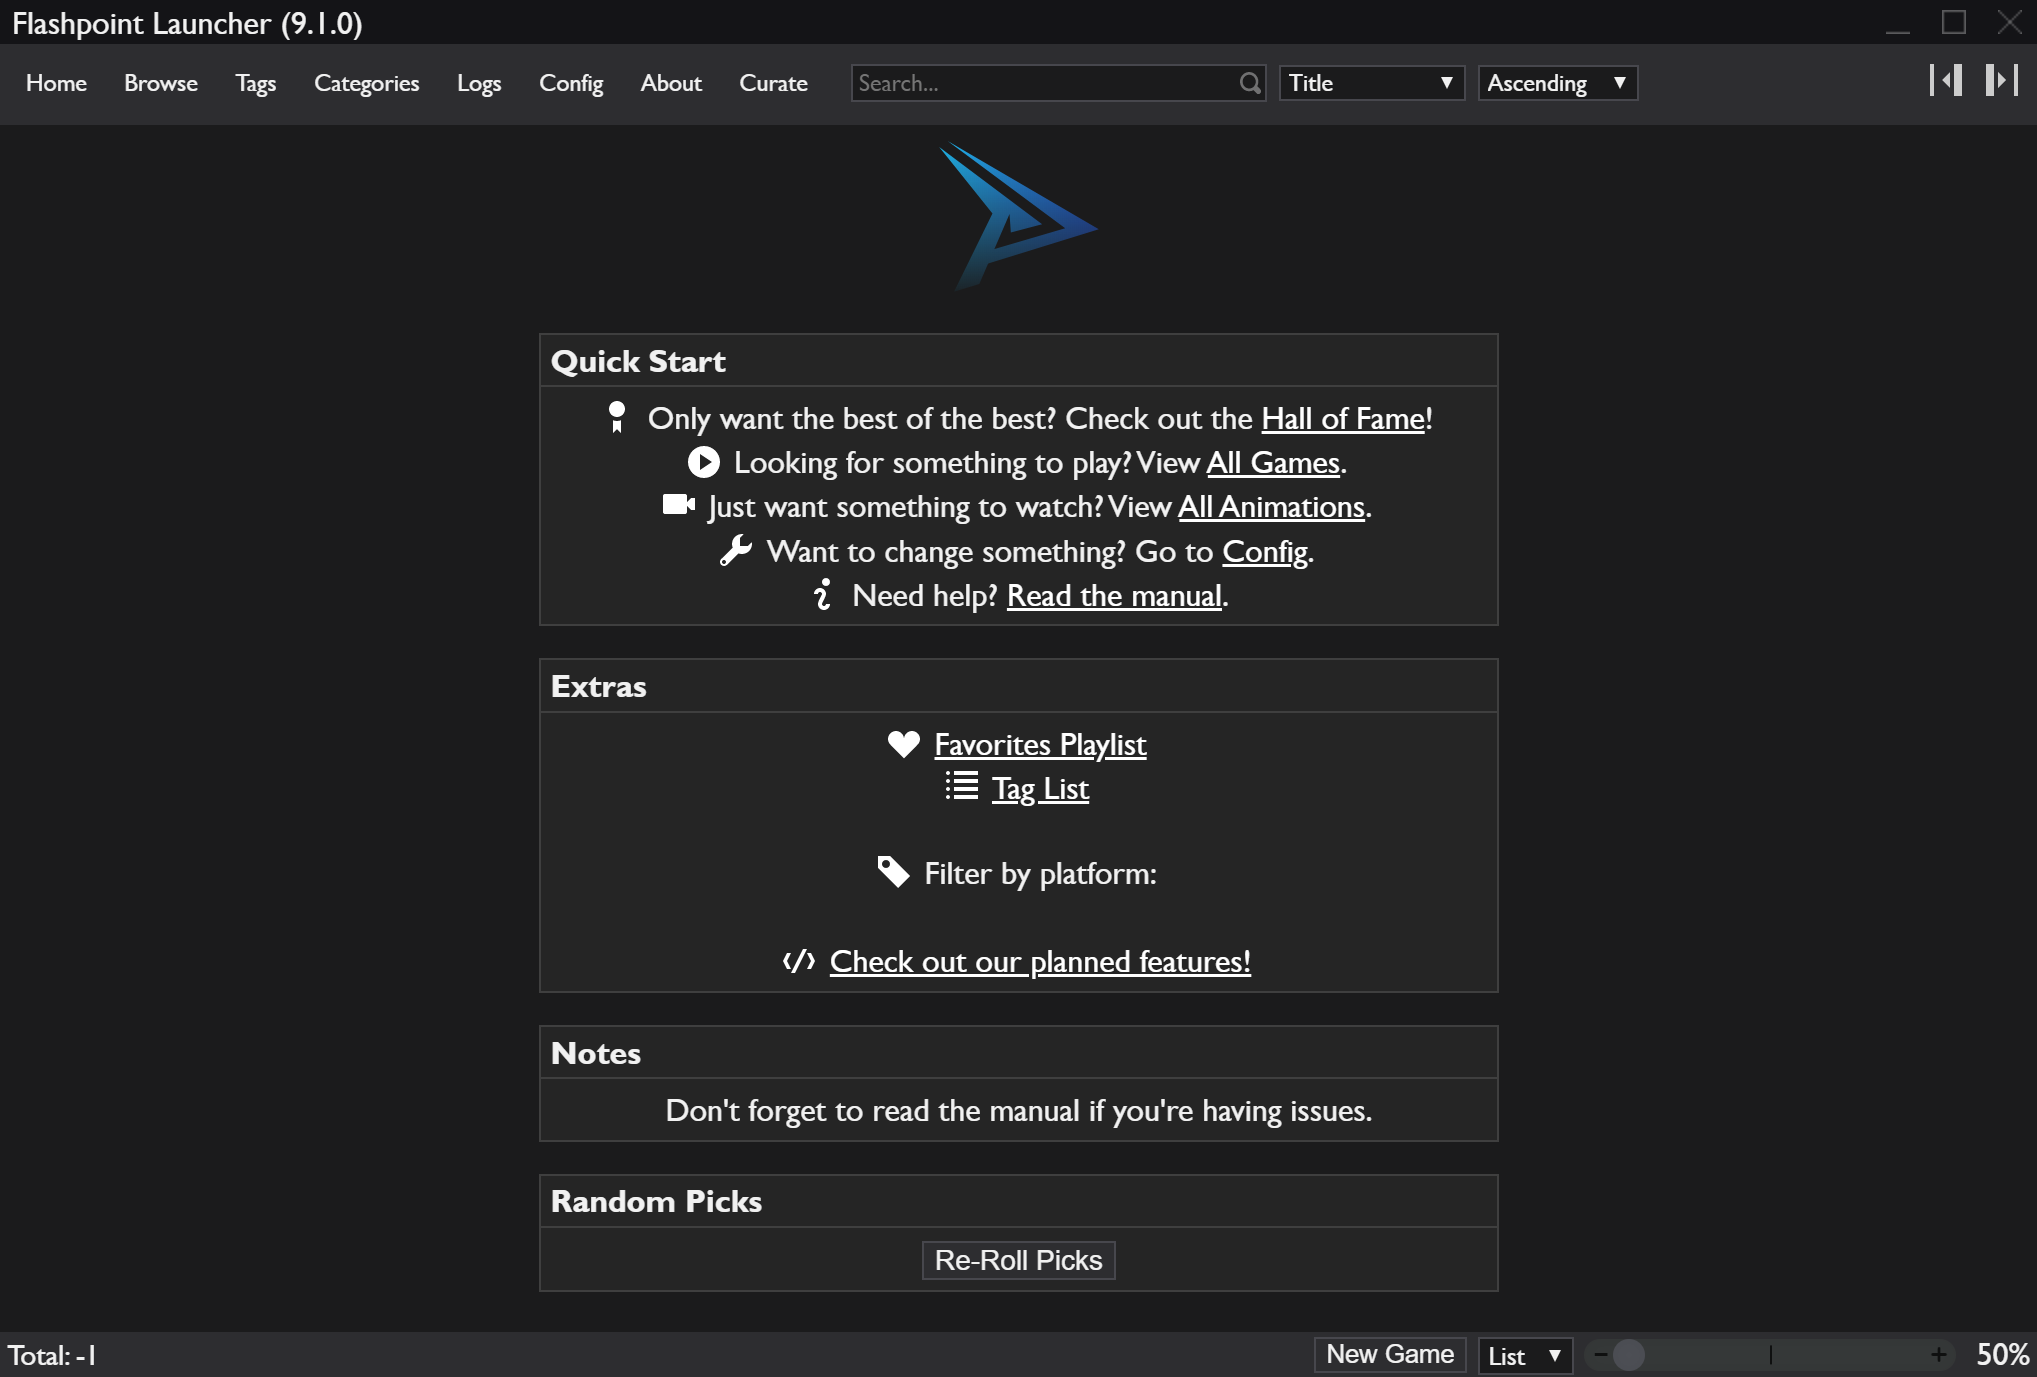 Flashpoint Launcher (9.1.0)
Home Browse Tags Categories Logs Config About Curate Search... Title Ascending
Quick Start
Only want the best of the best? Check out the Hall of Fame!
Looking for something to play? View All Games.
Just want something to watch? View All Animations.
Want to change something? Go to Config.
Need help? Read the manual.
Extras
Favorites Playlist
Tag List
Filter by platform:
Check out our planned features!
Notes
Don't forget to read the manual if you're having issues.
Random Picks
Re-Roll Picks
Total: -1 New Game List 50%